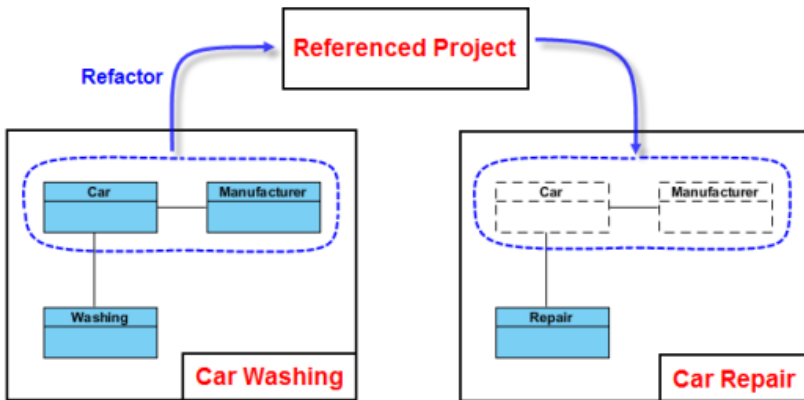 Referenced Project
Refactor
Car
Manufacturer
Washing
Car Washing
Car
Manufacturer
Repair
Car Repair